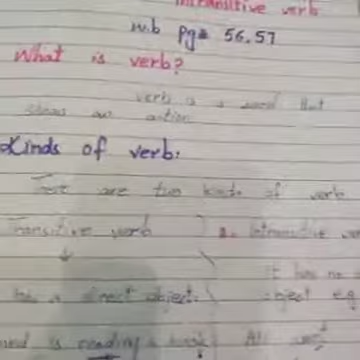 Intransitive verb
w.b pg# 56,57
What is verb?
verb is a word that
shows an action
Kinds of verb:
There are two kinds of verb
Transitive verb 2. Intransitive
It has no
has a direct object. object eg
is reading a book